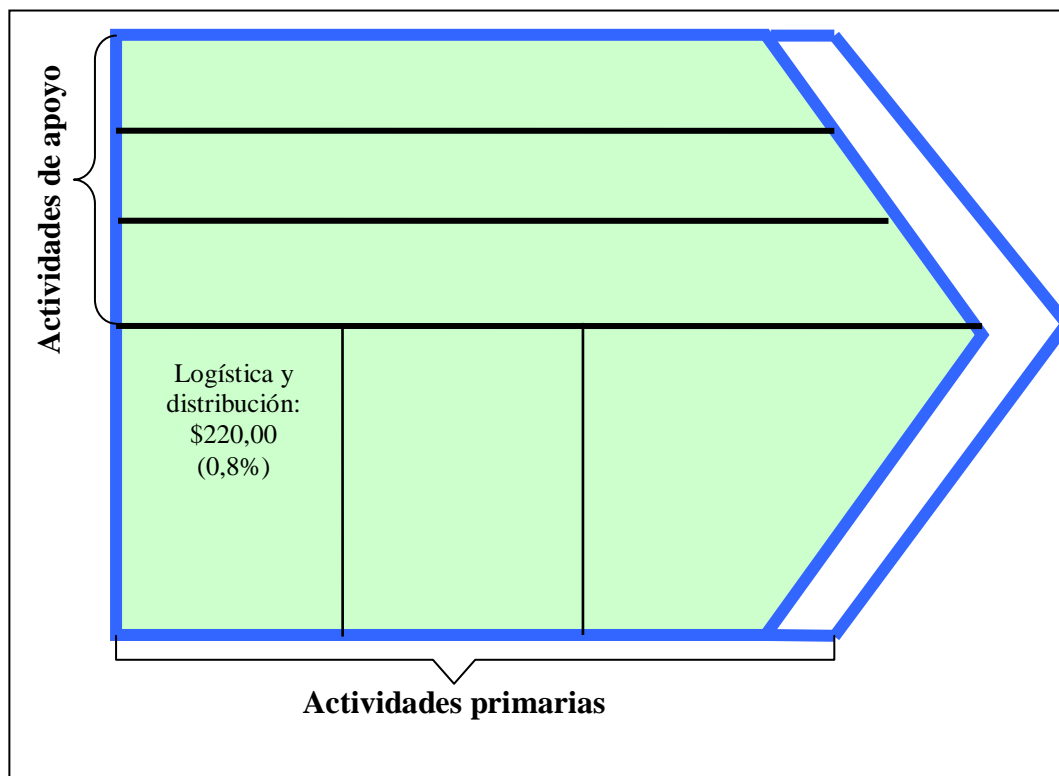 Actividades de apoyo
Logística y
distribución:
$220,00
(0,8%)
Actividades primarias